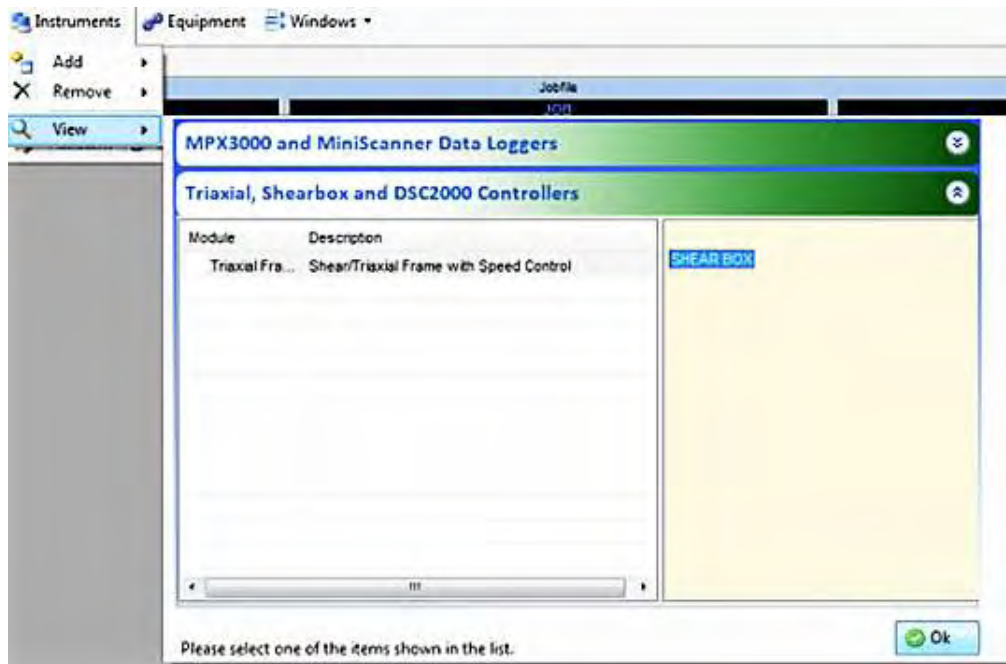 Instruments Equipment Windows
Add
Remove
Jobfile
View
MPX3000 and MiniScanner Data Loggers
Triaxial, Shearbox and DSC2000 Controllers
Module Description
Triaxial Fra... Shear/Triaxial Frame with Speed Control
SHEAR BOX
Please select one of the items shown in the list.
Ok